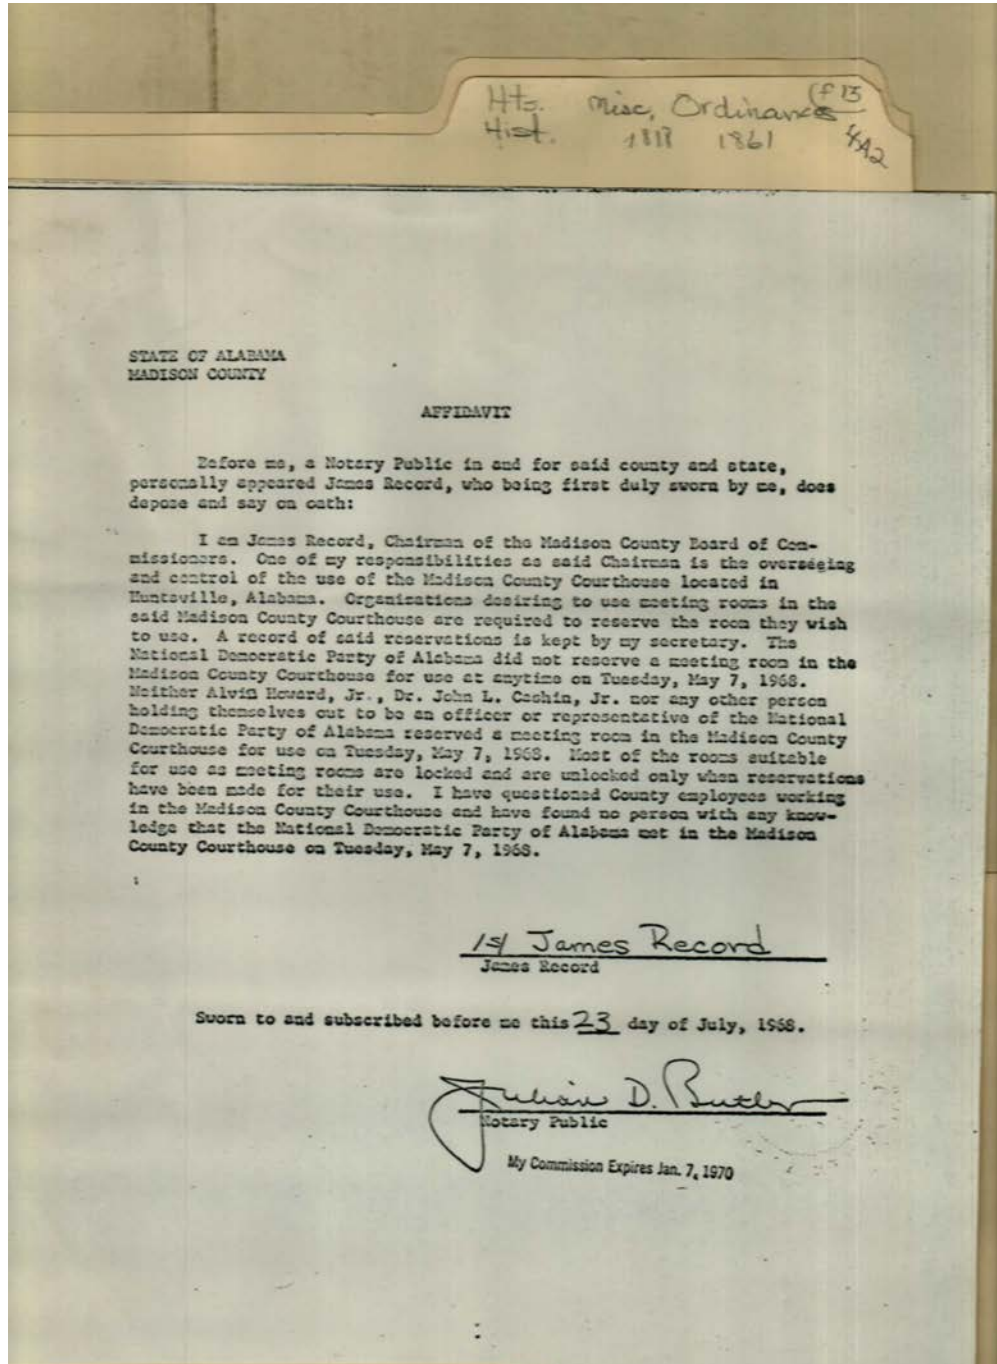 Hts. Misc, Ordinances f 13
Hist. 1818 1861 4A2
STATE OF ALABAMA
MADISON COUNTY
AFFIDAVIT
Before me, a Notary Public in and for said county and state,
personally appeared James Record, who being first duly sworn by me, does
depose and say on oath:
I am James Record, Chairman of the Madison County Board of Com-
missioners. One of my responsibilities as said Chairman is the overseeing
and control of the use of the Madison County Courthouse located in
Huntsville, Alabama. Organizations desiring to use meeting rooms in the
said Madison County Courthouse are required to reserve the room they wish
to use. A record of said reservations is kept by my secretary. The
National Democratic Party of Alabama did not reserve a meeting room in the
Madison County Courthouse for use at anytime on Tuesday, May 7, 1968.
Neither Alvin Howard, Jr., Dr. John L. Cashin, Jr. nor any other person
holding themselves out to be an officer or representative of the National
Democratic Party of Alabama reserved a meeting room in the Madison County
Courthouse for use on Tuesday, May 7, 1968. Most of the rooms suitable
for use as meeting rooms are locked and are unlocked only when reservations
have been made for their use. I have questioned County employees working
in the Madison County Courthouse and have found no person with any know-
ledge that the National Democratic Party of Alabama met in the Madison
County Courthouse on Tuesday, May 7, 1968.
/s/ James Record
James Record
Sworn to and subscribed before me this 23 day of July, 1968.
Julian D. Butler
Notary Public
My Commission Expires Jan. 7, 1970